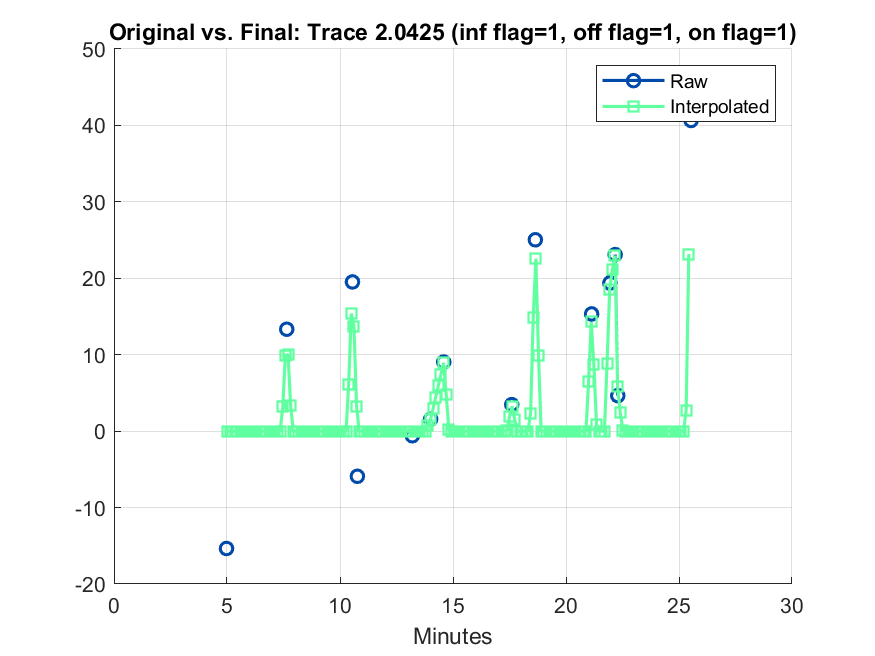 Original vs. Final: Trace 2.0425 (inf flag=1, off flag=1, on flag=1)
50
40
30
20
10
0
-10
-20
Raw
Interpolated
0 5 10 15 20 25 30
Minutes